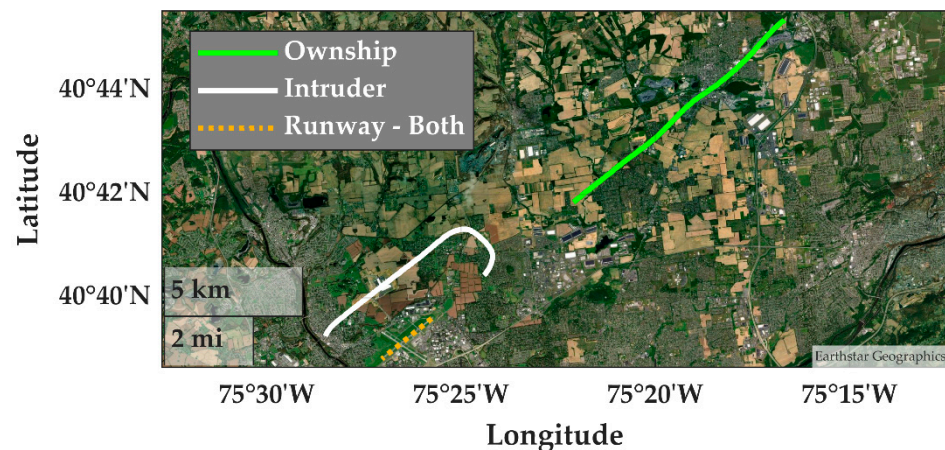 Ownship
Intruder
Runway - Both
40°44'N
40°42'N
40°40'N
Latitude
5 km
2 mi
Earthstar Geographics
75°30'W
75°25'W
75°20'W
75°15'W
Longitude